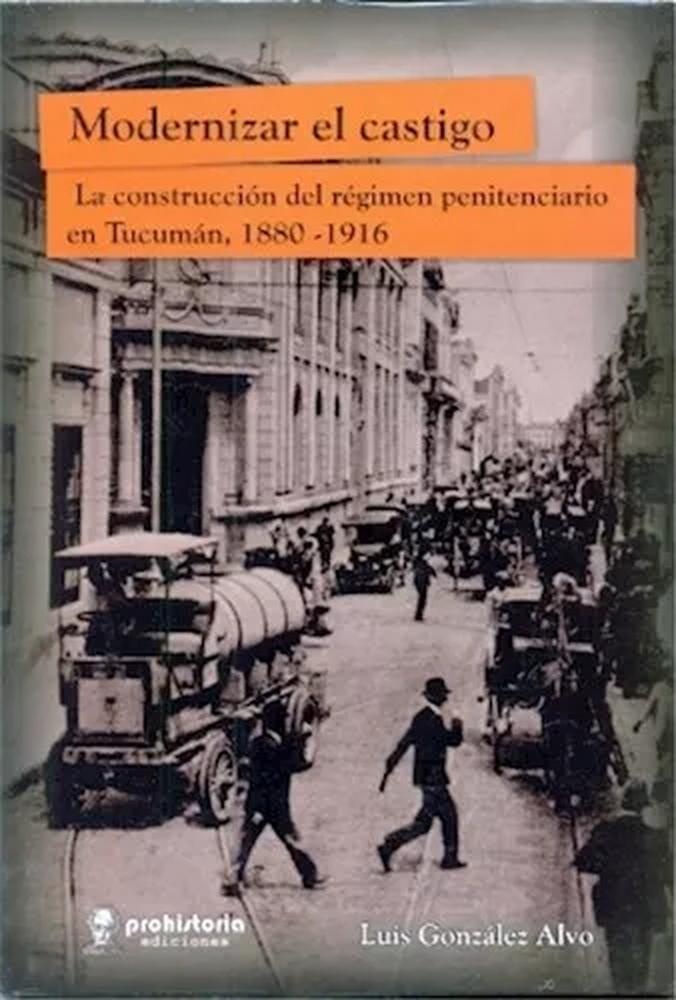 Modernizar el castigo
La construcción del régimen penitenciario
en Tucumán, 1880 -1916
prohistoria
ediciones
Luis González Alvo